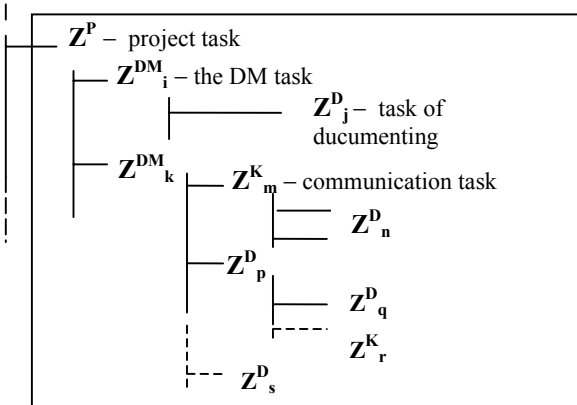 Z^P – project task
Z^DM_i – the DM task
Z^D_j – task of
ducumenting
Z^DM_k
Z^K_m – communication task
Z^D_n
Z^D_p
Z^D_q
Z^K_r
Z^D_s